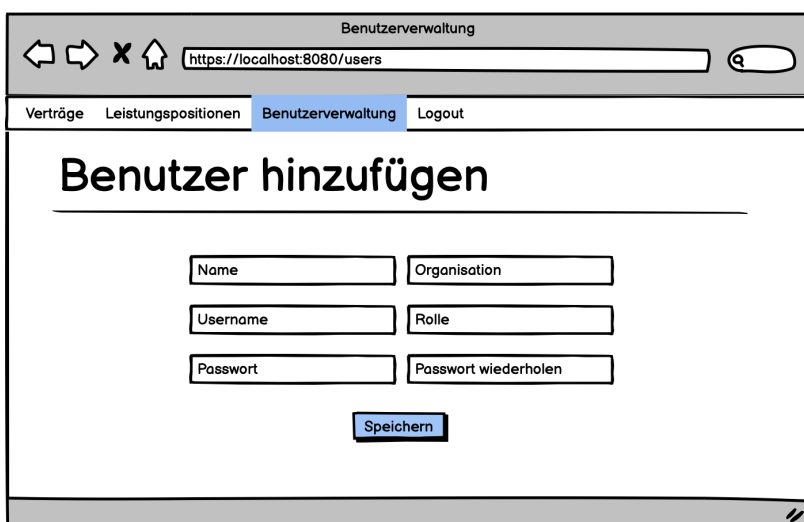 Benutzerverwaltung
https://localhost:8080/users
Verträge Leistungspositionen Benutzerverwaltung Logout
Benutzer hinzufügen
Name Organisation
Username Rolle
Passwort Passwort wiederholen
Speichern